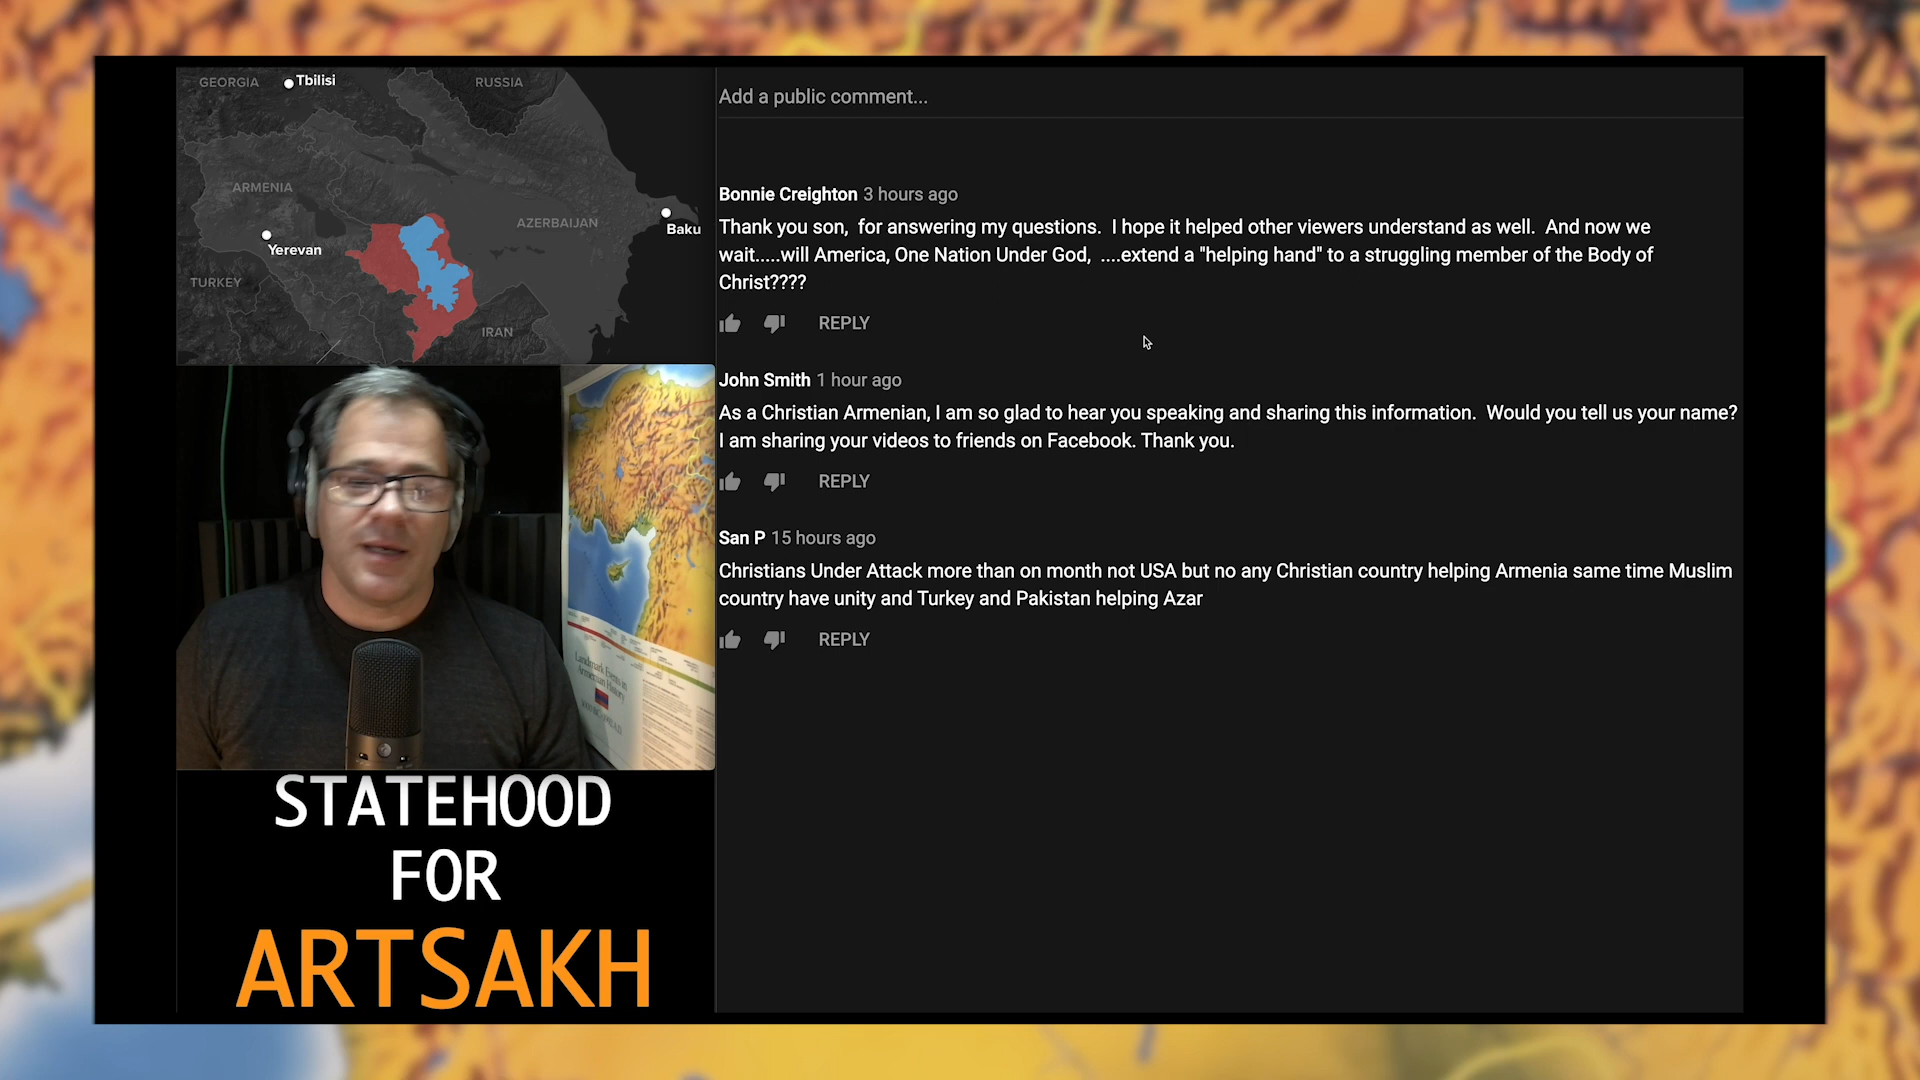 GEORGIA
Tbilisi
RUSSIA
ARMENIA
AZERBAIJAN
Baku
Yerevan
TURKEY
IRAN
Landmark Events in
Armenian History
STATEHOOD
FOR
ARTSAKH
Add a public comment...
Bonnie Creighton 3 hours ago
Thank you son,  for answering my questions.  I hope it helped other viewers understand as well.  And now we
wait.....will America, One Nation Under God,  ....extend a "helping hand" to a struggling member of the Body of
Christ????
REPLY
John Smith 1 hour ago
As a Christian Armenian, I am so glad to hear you speaking and sharing this information.  Would you tell us your name?
I am sharing your videos to friends on Facebook. Thank you.
REPLY
San P 15 hours ago
Christians Under Attack more than on month not USA but no any Christian country helping Armenia same time Muslim
country have unity and Turkey and Pakistan helping Azar
REPLY